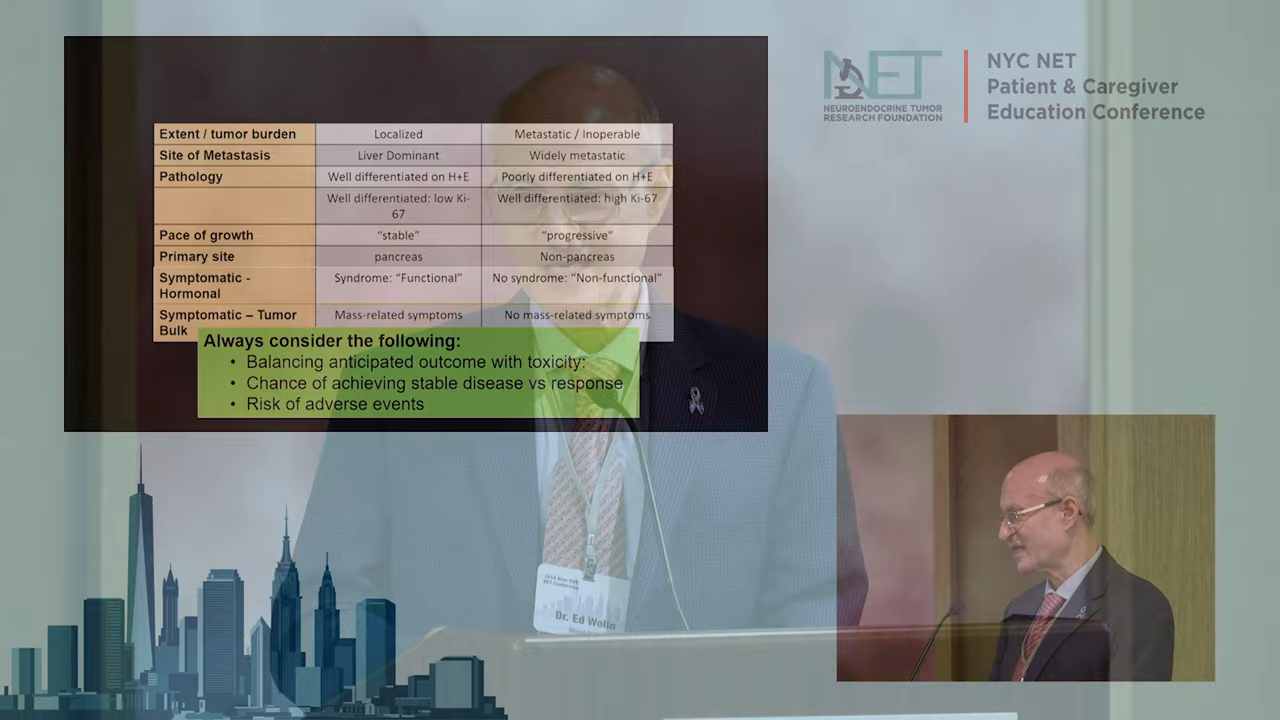 NET
NEUROENDOCRINE TUMOR
RESEARCH FOUNDATION
NYC NET
Patient & Caregiver
Education Conference
Extent / tumor burden Localized Metastatic / Inoperable
Site of Metastasis Liver Dominant Widely metastatic
Pathology Well differentiated on H+E Poorly differentiated on H+E
Well differentiated: low Ki-
67
Well differentiated: high Ki-67
Pace of growth “stable” “progressive”
Primary site pancreas Non-pancreas
Symptomatic -
Hormonal
Syndrome: “Functional” No syndrome: “Non-functional”
Symptomatic – Tumor
Bulk
Mass-related symptoms No mass-related symptoms
Always consider the following:
• Balancing anticipated outcome with toxicity:
• Chance of achieving stable disease vs response
• Risk of adverse events
NET Conference
Dr. Ed Wolin